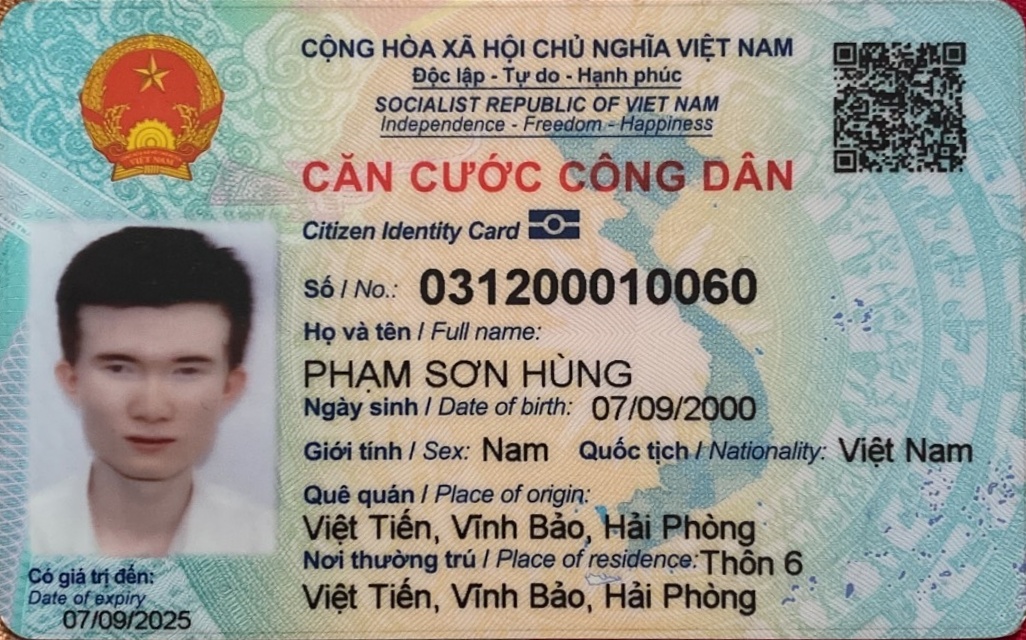 CỘNG HÒA XÃ HỘI CHỦ NGHĨA VIỆT NAM
Độc lập - Tự do - Hạnh phúc
SOCIALIST REPUBLIC OF VIET NAM
Independence - Freedom - Happiness
CĂN CƯỚC CÔNG DÂN
Citizen Identity Card
VIỆT NAM
Số / No.: 031200010060
Họ và tên / Full name:
PHẠM SƠN HÙNG
Ngày sinh / Date of birth: 07/09/2000
Giới tính / Sex: Nam Quốc tịch / Nationality: Việt Nam
Quê quán / Place of origin:
Việt Tiến, Vĩnh Bảo, Hải Phòng
Nơi thường trú / Place of residence: Thôn 6
Việt Tiến, Vĩnh Bảo, Hải Phòng
Có giá trị đến:
Date of expiry
07/09/2025